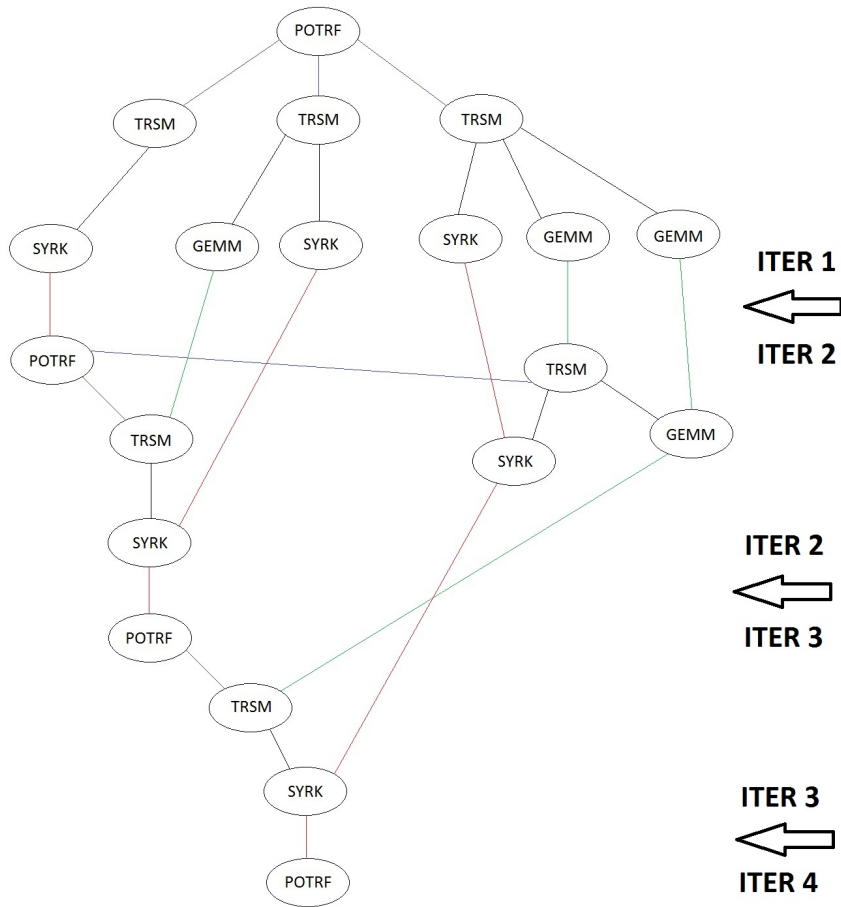 POTRF
TRSM TRSM TRSM
SYRK GEMM SYRK SYRK GEMM GEMM
ITER 1
ITER 2
POTRF TRSM
TRSM GEMM
SYRK
SYRK
ITER 2
ITER 3
POTRF
TRSM
SYRK
ITER 3
ITER 4
POTRF